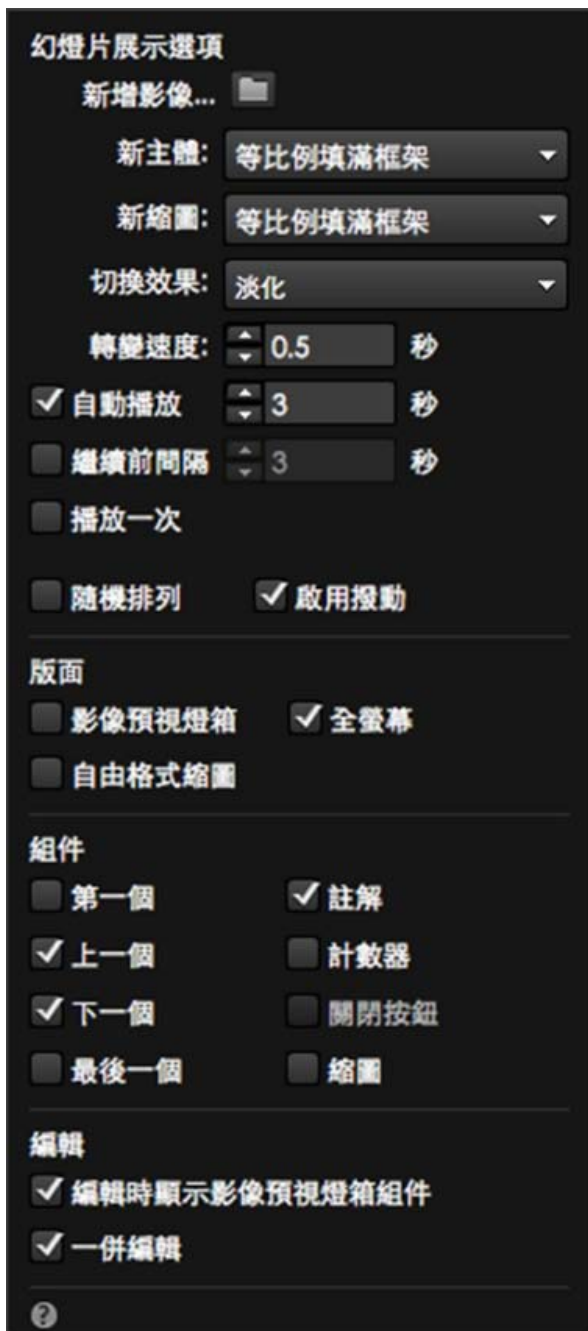 幻燈片展示選項
新增影像...
新主體: 等比例填滿框架
新縮圖: 等比例填滿框架
切換效果: 淡化
轉變速度: 0.5 秒
自動播放 3 秒
繼續前間隔 3 秒
播放一次
隨機排列 啟用撥動
版面
影像預視燈箱 全螢幕
自由格式縮圖
組件
第一個 註解
上一個 計數器
下一個 關閉按鈕
最後一個 縮圖
編輯
編輯時顯示影像預視燈箱組件
一併編輯
?